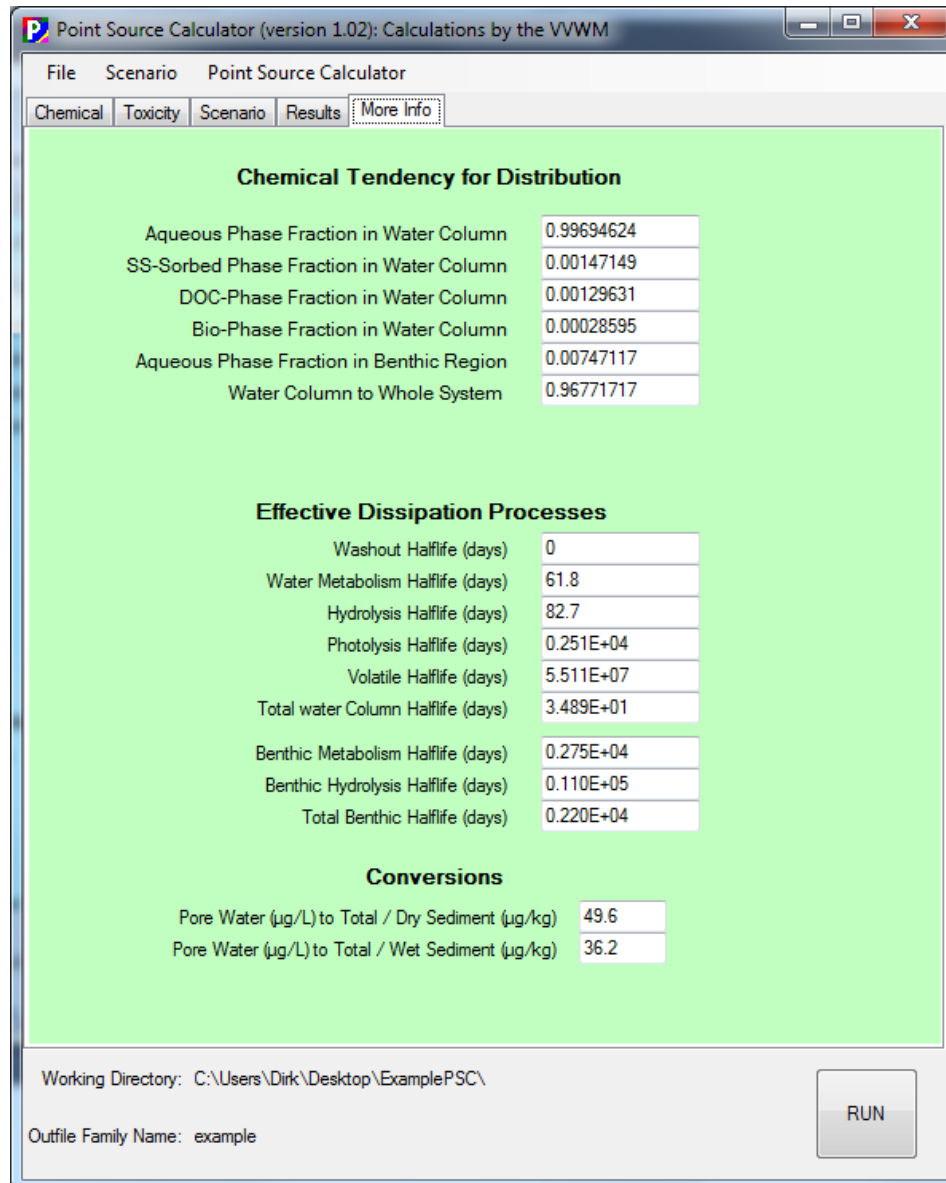 Point Source Calculator (version 1.02): Calculations by the VVWM
File Scenario Point Source Calculator
Chemical Toxicity Scenario Results More Info
Chemical Tendency for Distribution
Aqueous Phase Fraction in Water Column 0.99694624
SS-Sorbed Phase Fraction in Water Column 0.00147149
DOC-Phase Fraction in Water Column 0.00129631
Bio-Phase Fraction in Water Column 0.00028595
Aqueous Phase Fraction in Benthic Region 0.00747117
Water Column to Whole System 0.96771717
Effective Dissipation Processes
Washout Halflife (days) 0
Water Metabolism Halflife (days) 61.8
Hydrolysis Halflife (days) 82.7
Photolysis Halflife (days) 0.251E+04
Volatile Halflife (days) 5.511E+07
Total water Column Halflife (days) 3.489E+01
Benthic Metabolism Halflife (days) 0.275E+04
Benthic Hydrolysis Halflife (days) 0.110E+05
Total Benthic Halflife (days) 0.220E+04
Conversions
Pore Water (µg/L) to Total / Dry Sediment (µg/kg) 49.6
Pore Water (µg/L) to Total / Wet Sediment (µg/kg) 36.2
Working Directory: C:\Users\Dirk\Desktop\ExamplePSC\
RUN
Outfile Family Name: example